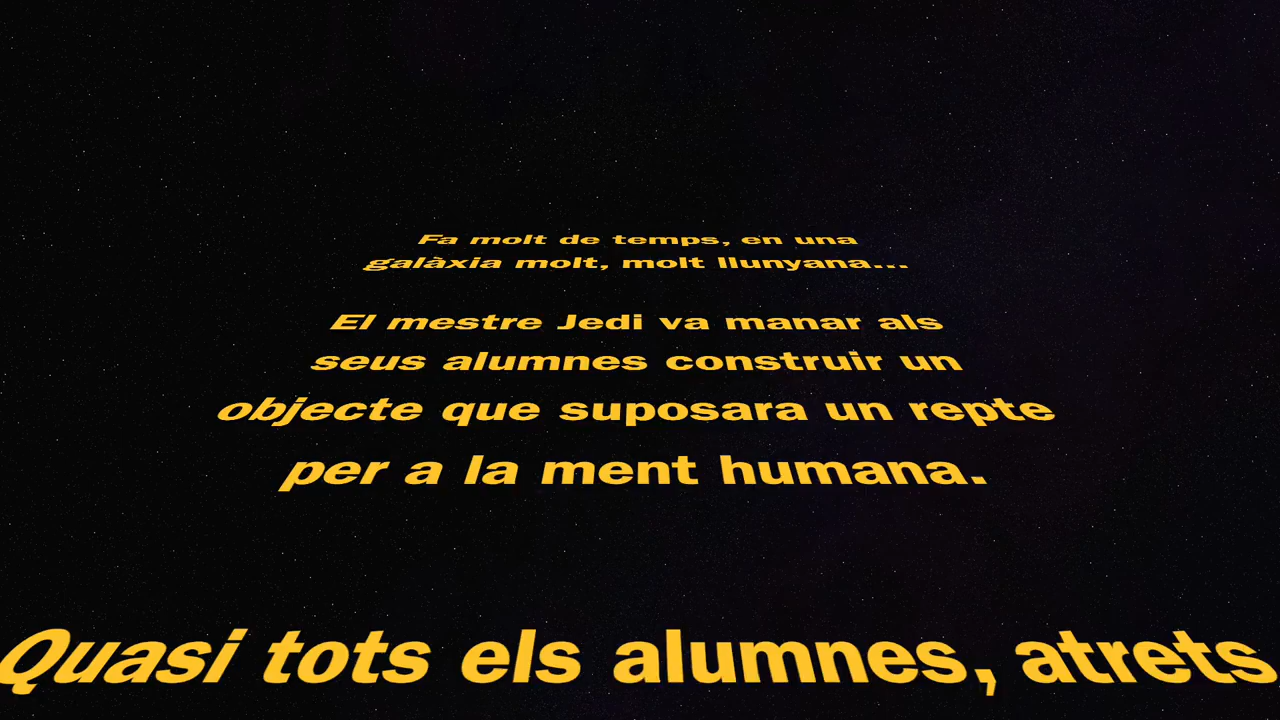 Fa molt de temps, en una
galàxia molt, molt llunyana...
El mestre Jedi va manar als
seus alumnes construir un
objecte que suposara un repte
per a la ment humana.
Quasi tots els alumnes, atrets